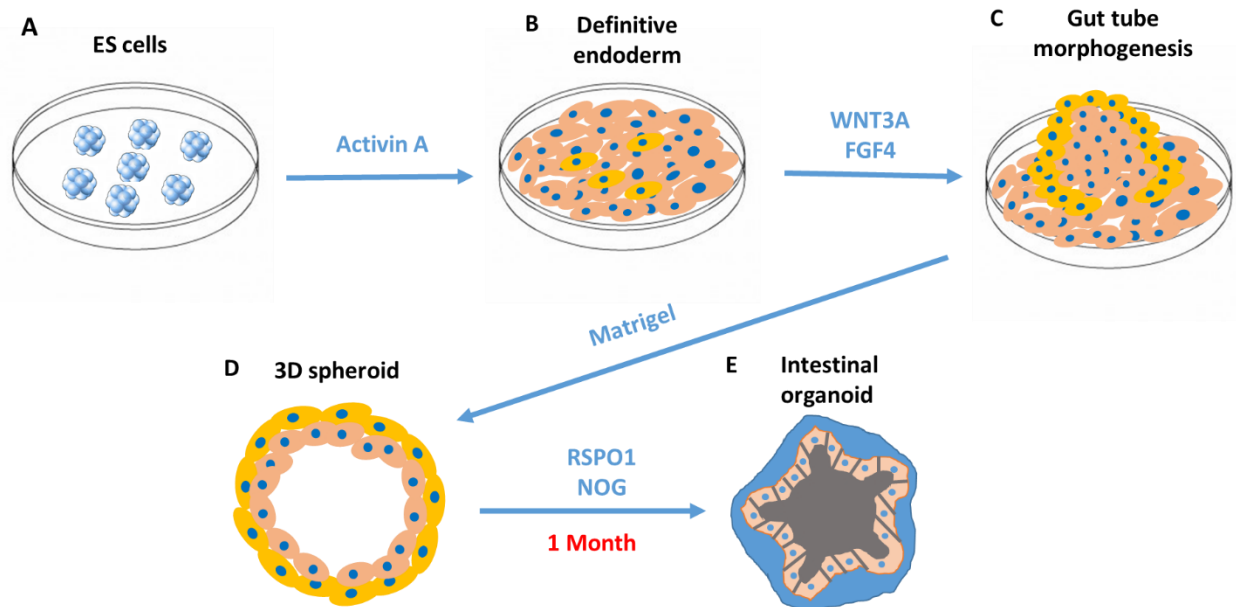 A
ES cells
Activin A
B
Definitive
endoderm
WNT3A
FGF4
C
Gut tube
morphogenesis
Matrigel
D
3D spheroid
RSPO1
NOG
1 Month
E
Intestinal
organoid